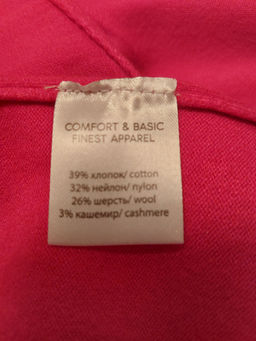 COMFORT & BASIC
FINEST APPAREL
39% хлопок/ cotton
32% нейлон/ nylon
26% шерсть/ wool
3% кашемир/ cashmere